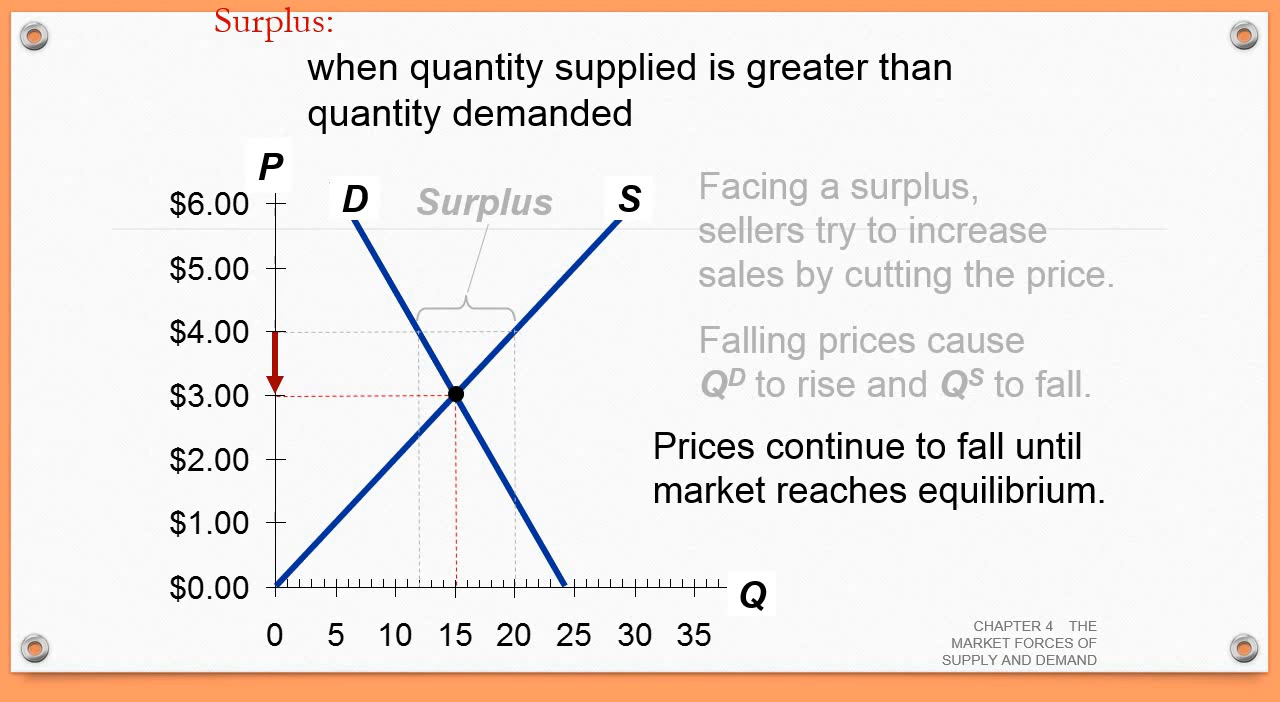 Surplus:
when quantity supplied is greater than
quantity demanded
P
D
Surplus
S
$6.00
$5.00
$4.00
$3.00
$2.00
$1.00
$0.00
0 5 10 15 20 25 30 35
Q
Facing a surplus,
sellers try to increase
sales by cutting the price.
Falling prices cause
Qᴰ to rise and Qˢ to fall.
Prices continue to fall until
market reaches equilibrium.
CHAPTER 4 THE
MARKET FORCES OF
SUPPLY AND DEMAND